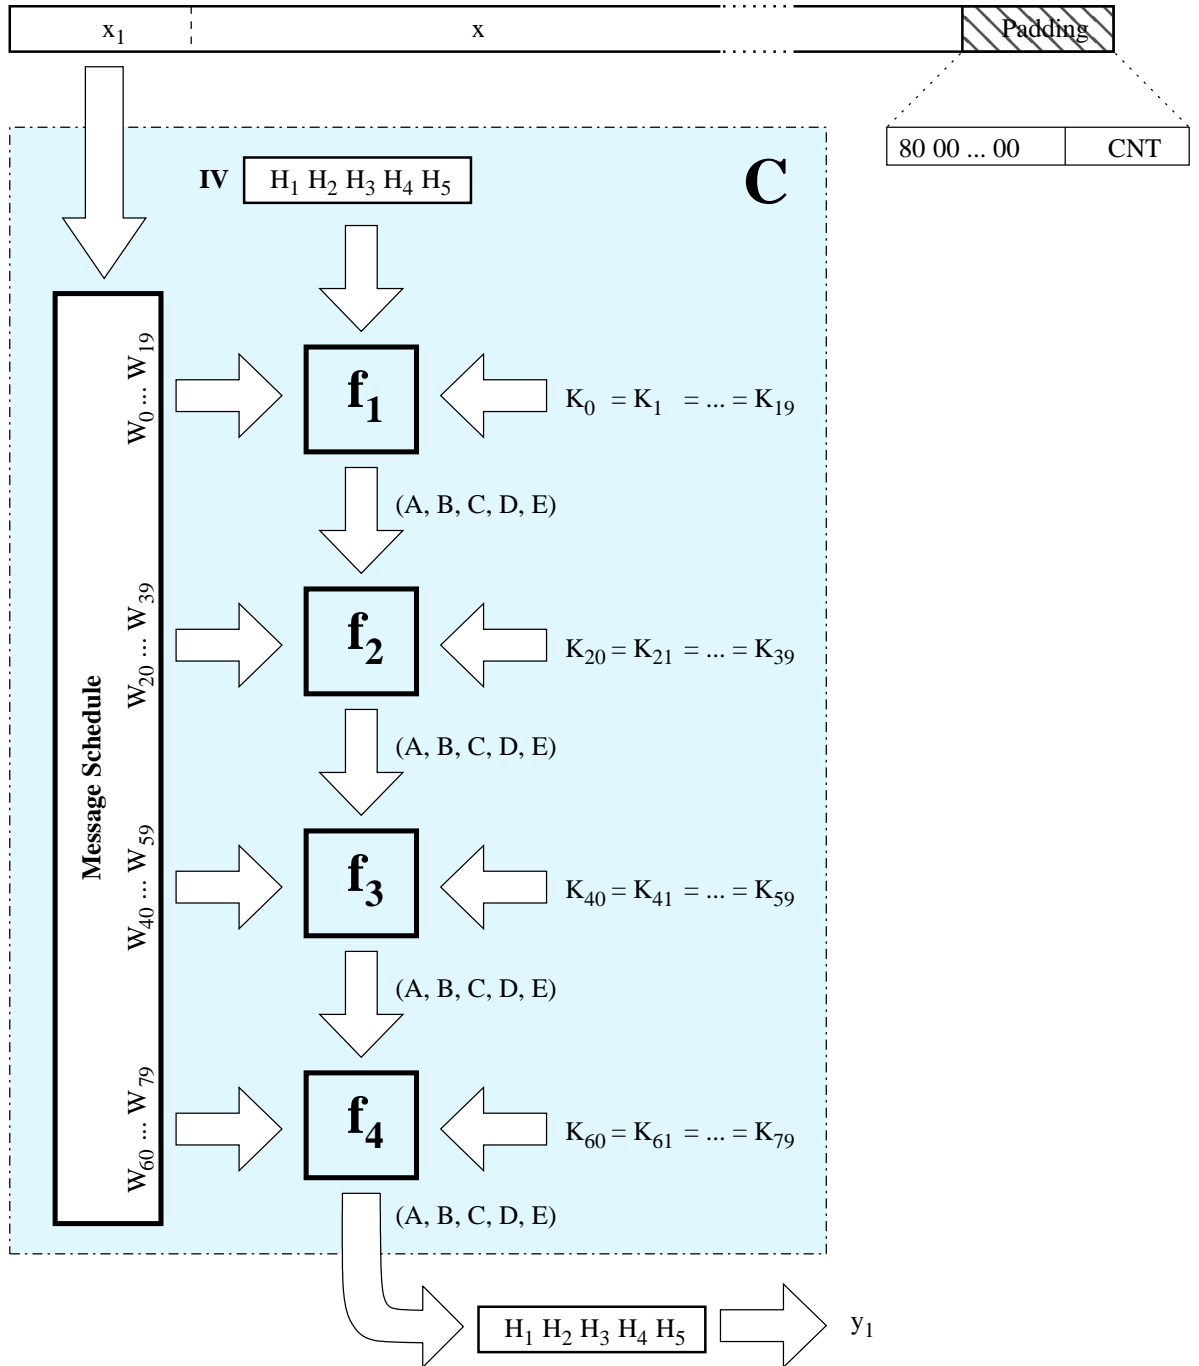 x₁ x Padding
80 00 ... 00 CNT
C
IV H₁ H₂ H₃ H₄ H₅
W₀ ... W₁₉
f₁
K₀ = K₁ = ... = K₁₉
(A, B, C, D, E)
W₂₀ ... W₃₉
f₂
K₂₀ = K₂₁ = ... = K₃₉
(A, B, C, D, E)
Message Schedule
W₄₀ ... W₅₉
f₃
K₄₀ = K₄₁ = ... = K₅₉
(A, B, C, D, E)
W₆₀ ... W₇₉
f₄
K₆₀ = K₆₁ = ... = K₇₉
(A, B, C, D, E)
H₁ H₂ H₃ H₄ H₅
y₁